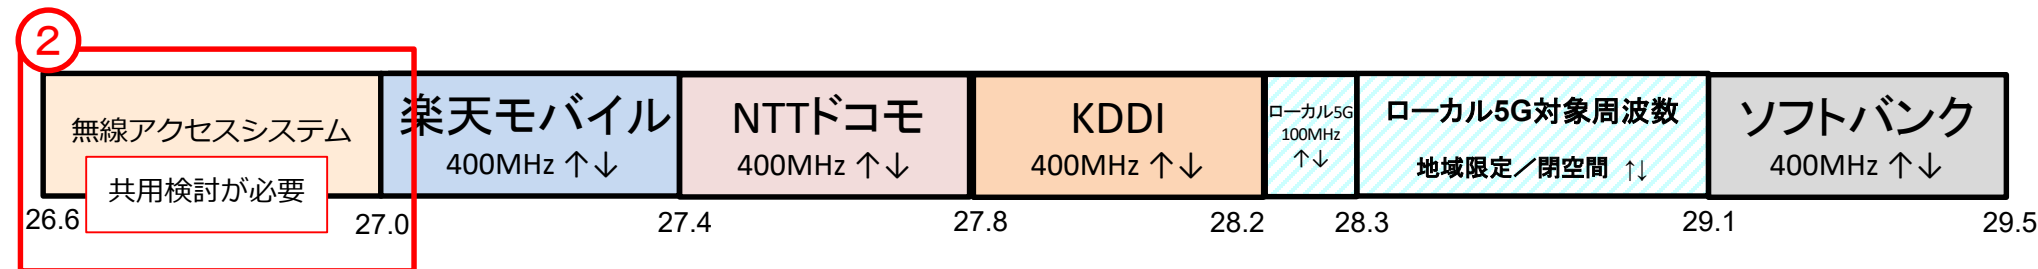 ②
無線アクセスシステム
共用検討が必要
楽天モバイル
400MHz ↑↓
NTTドコモ
400MHz ↑↓
KDDI
400MHz ↑↓
ローカル5G
100MHz
↑↓
ローカル5G対象周波数
地域限定／閉空間 ↑↓
ソフトバンク
400MHz ↑↓
26.6 27.0 27.4 27.8 28.2 28.3 29.1 29.5